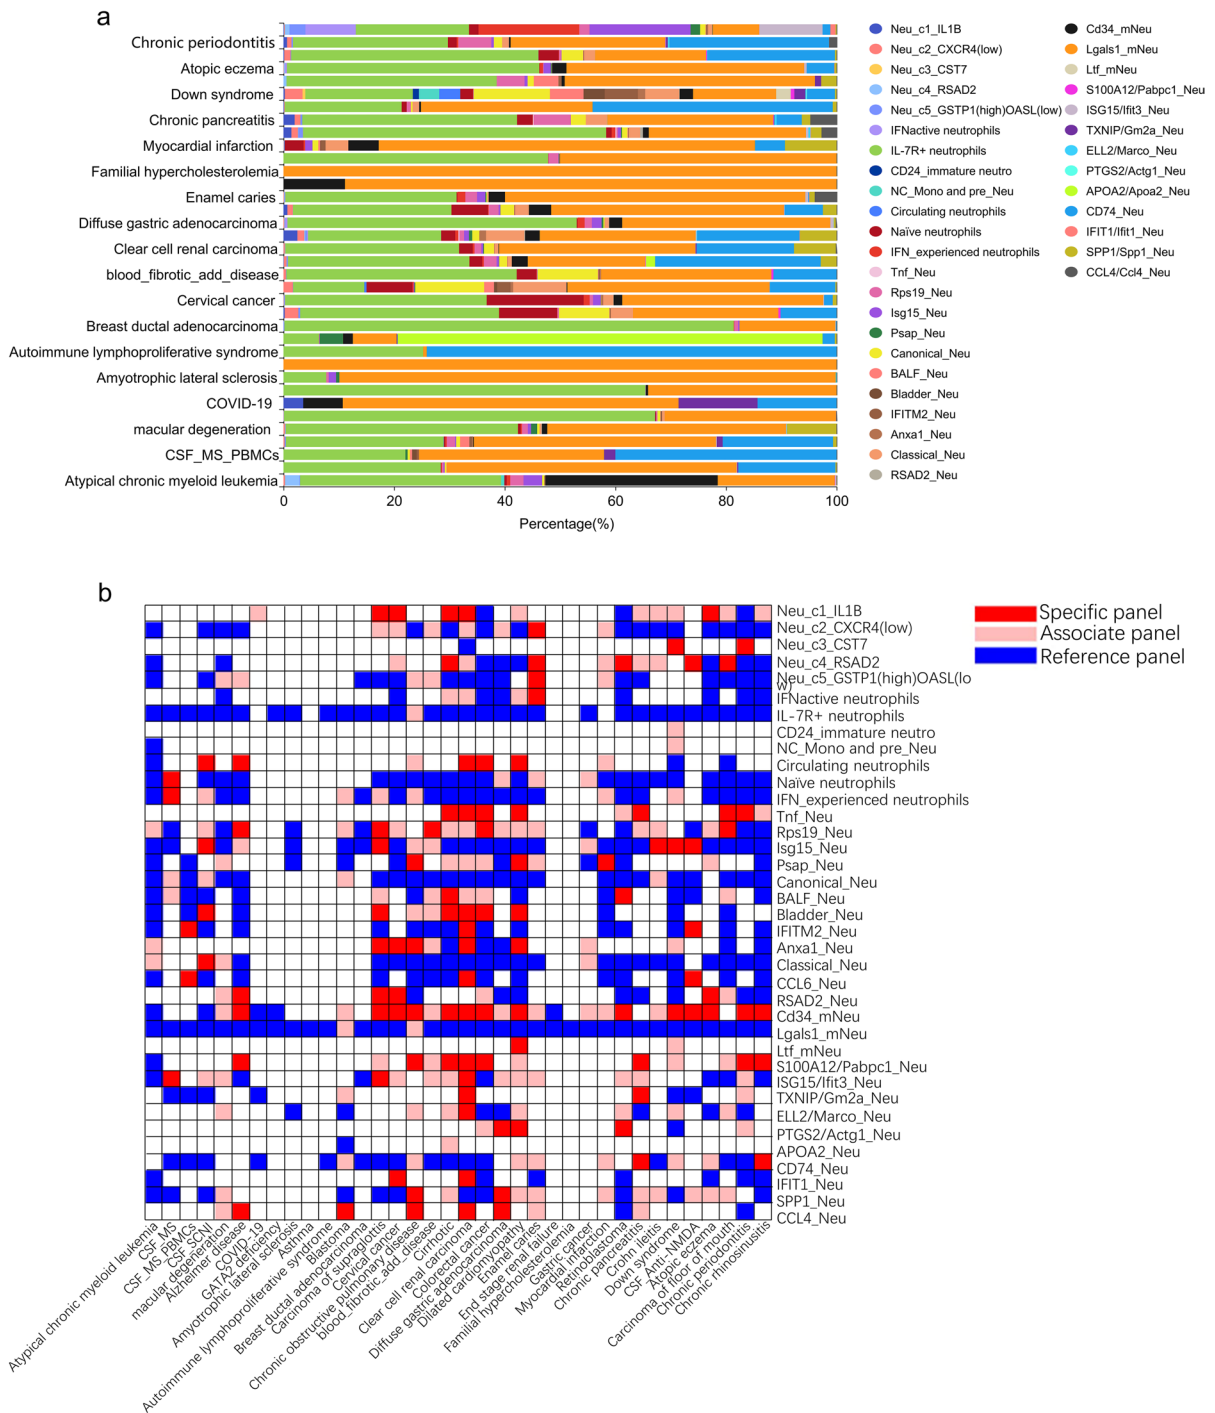 a
Chronic periodontitis
Atopic eczema
Down syndrome
Chronic pancreatitis
Myocardial infarction
Familial hypercholesterolemia
Enamel caries
Diffuse gastric adenocarcinoma
Clear cell renal carcinoma
blood_fibrotic_add_disease
Cervical cancer
Breast ductal adenocarcinoma
Autoimmune lymphoproliferative syndrome
Amyotrophic lateral sclerosis
COVID-19
macular degeneration
CSF_MS_PBMCs
Atypical chronic myeloid leukemia
0 20 40 60 80 100
Percentage(%)
Neu_c1_IL1B
Neu_c2_CXCR4(low)
Neu_c3_CST7
Neu_c4_RSAD2
Neu_c5_GSTP1(high)OASL(low)
IFNactive neutrophils
IL-7R+ neutrophils
CD24_immature neutro
NC_Mono and pre_Neu
Circulating neutrophils
Naïve neutrophils
IFN_experienced neutrophils
Tnf_Neu
Rps19_Neu
Isg15_Neu
Psap_Neu
Canonical_Neu
BALF_Neu
Bladder_Neu
IFITM2_Neu
Anxa1_Neu
Classical_Neu
RSAD2_Neu
Cd34_mNeu
Lgals1_mNeu
Ltf_mNeu
S100A12/Pabpc1_Neu
ISG15/Ifit3_Neu
TXNIP/Gm2a_Neu
ELL2/Marco_Neu
PTGS2/Actg1_Neu
APOA2/Apoa2_Neu
CD74_Neu
IFIT1/Ifit1_Neu
SPP1/Spp1_Neu
CCL4/Ccl4_Neu
b
Neu_c1_IL1B
Neu_c2_CXCR4(low)
Neu_c3_CST7
Neu_c4_RSAD2
Neu_c5_GSTP1(high)OASL(lo
w)
IFNactive neutrophils
IL-7R+ neutrophils
CD24_immature neutro
NC_Mono and pre_Neu
Circulating neutrophils
Naïve neutrophils
IFN_experienced neutrophils
Tnf_Neu
Rps19_Neu
Isg15_Neu
Psap_Neu
Canonical_Neu
BALF_Neu
Bladder_Neu
IFITM2_Neu
Anxa1_Neu
Classical_Neu
CCL6_Neu
RSAD2_Neu
Cd34_mNeu
Lgals1_mNeu
Ltf_mNeu
S100A12/Pabpc1_Neu
ISG15/Ifit3_Neu
TXNIP/Gm2a_Neu
ELL2/Marco_Neu
PTGS2/Actg1_Neu
APOA2_Neu
CD74_Neu
IFIT1_Neu
SPP1_Neu
CCL4_Neu
Specific panel
Associate panel
Reference panel
Atypical chronic myeloid leukemia
CSF_MS
CSF_MS_PBMCs
CSF_SCNI
macular degeneration
Alzheimer disease
COVID-19
GATA2 deficiency
Amyotrophic lateral sclerosis
Asthma
Autoimmune lymphoproliferative syndrome
Blastoma
Breast ductal adenocarcinoma
Carcinoma of supraglottis
Cervical cancer
Chronic obstructive pulmonary disease
blood_fibrotic_add_disease
Cirrhotic
Clear cell renal carcinoma
Colorectal cancer
Diffuse gastric adenocarcinoma
Dilated cardiomyopathy
Enamel caries
End stage renal failure
Familial hypercholesterolemia
Gastric cancer
Myocardial infarction
Retinoblastoma
Chronic pancreatitis
Crohn ileitis
Down syndrome
CSF Anti-NMDA
Atopic eczema
Carcinoma of floor of mouth
Chronic periodontitis
Chronic rhinosinusitis